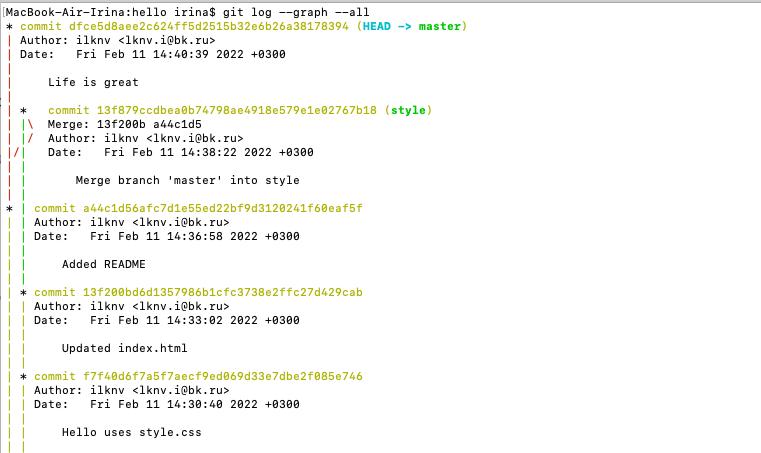 [MacBook-Air-Irina:hello irina$ git log --graph --all
* commit dfce5d8aee2c624ff5d2515b32e6b26a38178394 (HEAD -> master)
| Author: ilknv <lknv.i@bk.ru>
| Date:   Fri Feb 11 14:40:39 2022 +0300
|
|     Life is great
|
| *   commit 13f879ccdbea0b74798ae4918e579e1e02767b18 (style)
| |\  Merge: 13f200b a44c1d5
| |/  Author: ilknv <lknv.i@bk.ru>
|/|   Date:   Fri Feb 11 14:38:22 2022 +0300
| |
| |       Merge branch 'master' into style
| |
* | commit a44c1d56afc7d1e55ed22bf9d3120241f60eaf5f
| | Author: ilknv <lknv.i@bk.ru>
| | Date:   Fri Feb 11 14:36:58 2022 +0300
| |
| |     Added README
| |
| * commit 13f200bd6d1357986b1cfc3738e2ffc27d429cab
| | Author: ilknv <lknv.i@bk.ru>
| | Date:   Fri Feb 11 14:33:02 2022 +0300
| |
| |     Updated index.html
| |
| * commit f7f40d6f7a5f7aecf9ed069d33e7dbe2f085e746
| | Author: ilknv <lknv.i@bk.ru>
| | Date:   Fri Feb 11 14:30:40 2022 +0300
| |
| |     Hello uses style.css
| |